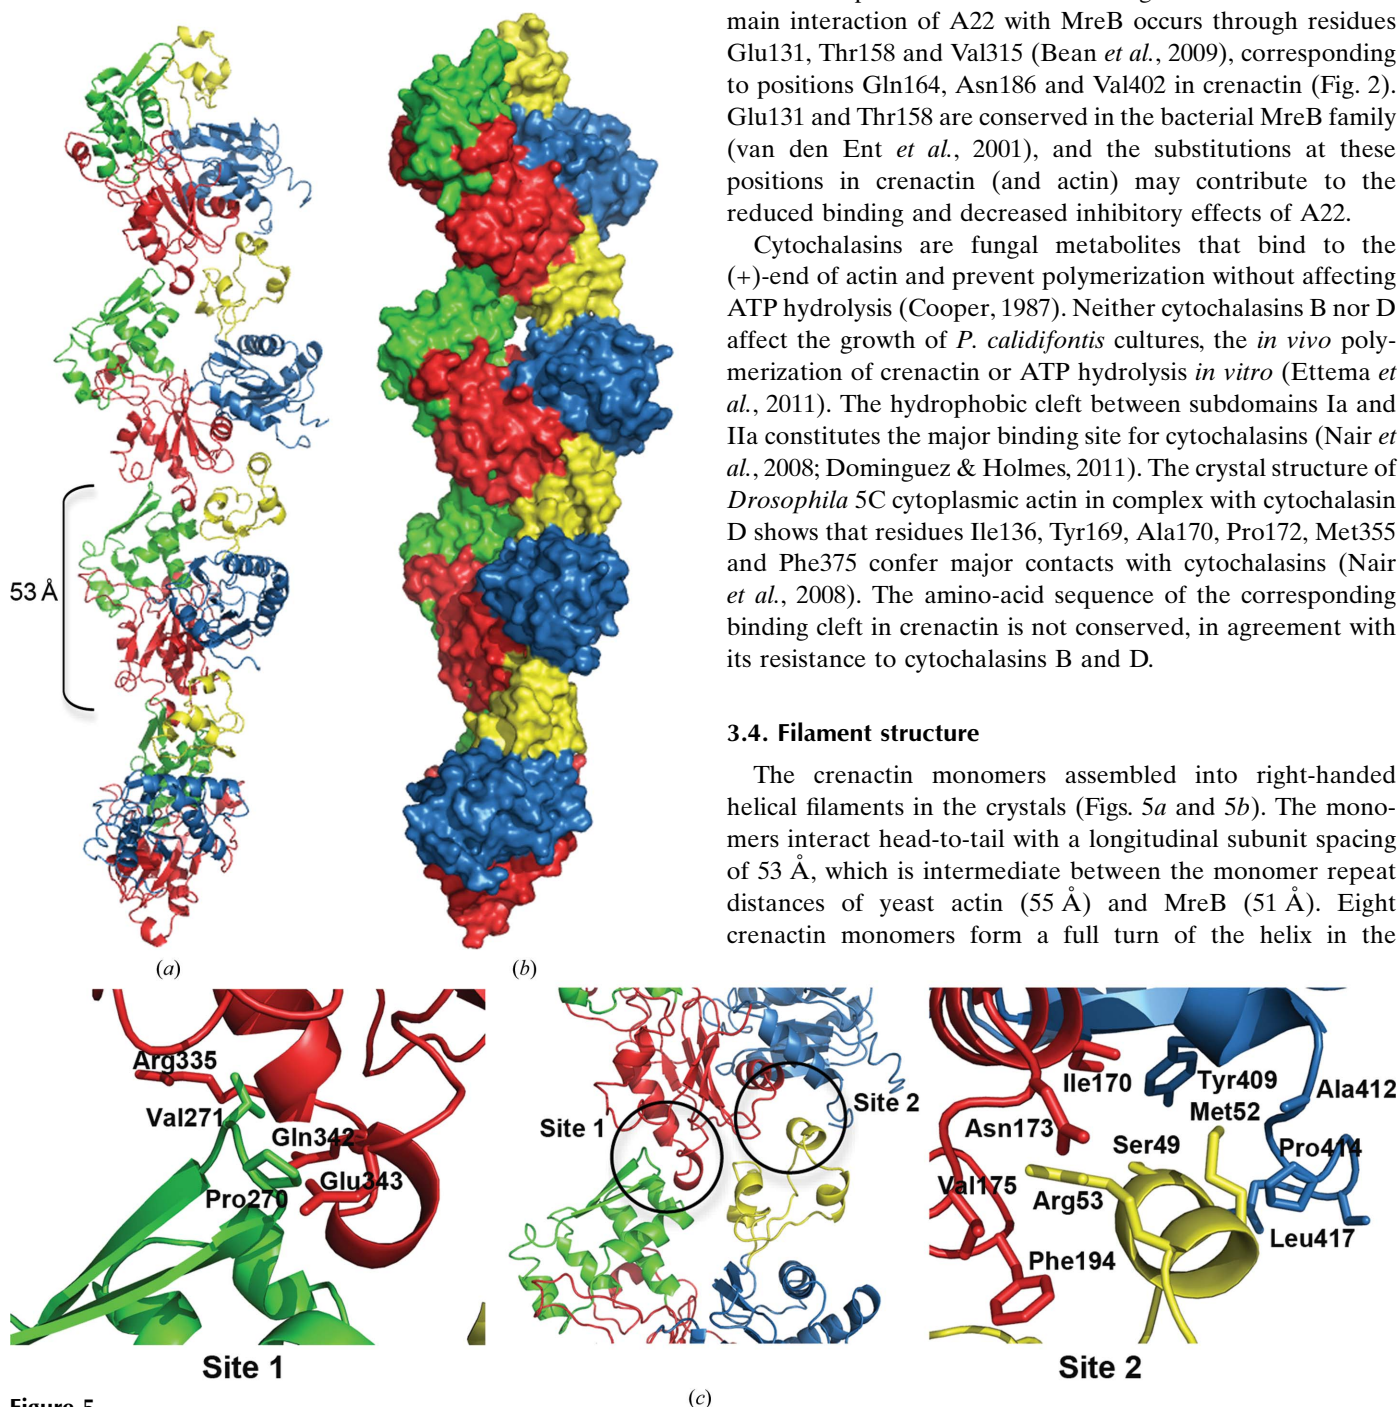 main interaction of A22 with MreB occurs through residues
Glu131, Thr158 and Val315 (Bean et al., 2009), corresponding
to positions Gln164, Asn186 and Val402 in crenactin (Fig. 2).
Glu131 and Thr158 are conserved in the bacterial MreB family
(van den Ent et al., 2001), and the substitutions at these
positions in crenactin (and actin) may contribute to the
reduced binding and decreased inhibitory effects of A22.
Cytochalasins are fungal metabolites that bind to the
(+)-end of actin and prevent polymerization without affecting
ATP hydrolysis (Cooper, 1987). Neither cytochalasins B nor D
affect the growth of P. calidifontis cultures, the in vivo poly-
merization of crenactin or ATP hydrolysis in vitro (Ettema et
al., 2011). The hydrophobic cleft between subdomains Ia and
IIa constitutes the major binding site for cytochalasins (Nair et
al., 2008; Dominguez & Holmes, 2011). The crystal structure of
Drosophila 5C cytoplasmic actin in complex with cytochalasin
D shows that residues Ile136, Tyr169, Ala170, Pro172, Met355
and Phe375 confer major contacts with cytochalasins (Nair
et al., 2008). The amino-acid sequence of the corresponding
binding cleft in crenactin is not conserved, in agreement with
its resistance to cytochalasins B and D.
3.4. Filament structure
The crenactin monomers assembled into right-handed
helical filaments in the crystals (Figs. 5a and 5b). The mono-
mers interact head-to-tail with a longitudinal subunit spacing
of 53 Å, which is intermediate between the monomer repeat
distances of yeast actin (55 Å) and MreB (51 Å). Eight
crenactin monomers form a full turn of the helix in the
53 Å
(a)
(b)
Arg335
Val271
Gln342
Glu343
Pro270
Site 1
Site 1
Site 2
(c)
Ile170
Tyr409
Ala412
Met52
Asn173
Ser49
Pro414
Val175
Arg53
Leu417
Phe194
Site 2
Figure 5